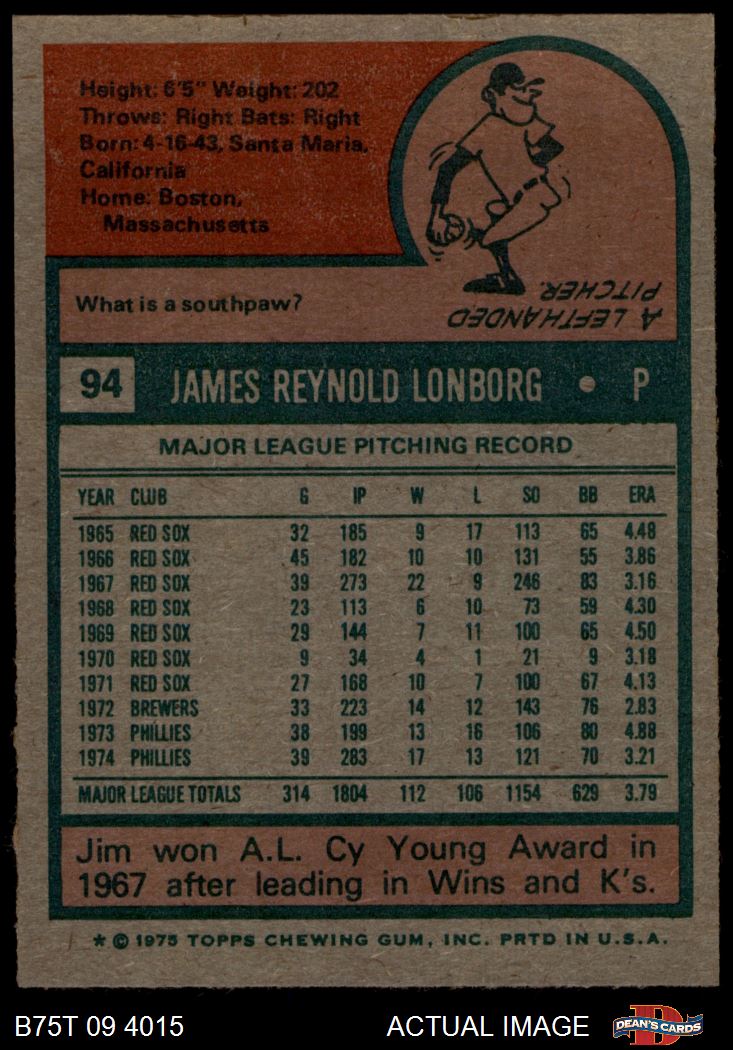 Height: 6'5" Weight: 202
Throws: Right Bats: Right
Born: 4-16-43, Santa Maria,
California
Home: Boston,
Massachusetts
What is a southpaw?
A LEFTHANDED
PITCHER.
94 JAMES REYNOLD LONBORG • P
MAJOR LEAGUE PITCHING RECORD
YEAR CLUB G IP W L SO BB ERA
1965 RED SOX 32 185 9 17 113 65 4.48
1966 RED SOX 45 182 10 10 131 55 3.86
1967 RED SOX 39 273 22 9 246 83 3.16
1968 RED SOX 23 113 6 10 73 59 4.30
1969 RED SOX 29 144 7 11 100 65 4.50
1970 RED SOX 9 34 4 1 21 9 3.18
1971 RED SOX 27 168 10 7 100 67 4.13
1972 BREWERS 33 223 14 12 143 76 2.83
1973 PHILLIES 38 199 13 16 106 80 4.88
1974 PHILLIES 39 283 17 13 121 70 3.21
MAJOR LEAGUE TOTALS 314 1804 112 106 1154 629 3.79
Jim won A.L. Cy Young Award in
1967 after leading in Wins and K's.
* © 1975 TOPPS CHEWING GUM, INC. PRTD IN U.S.A.
B75T 09 4015 ACTUAL IMAGE D DEAN'S CARDS